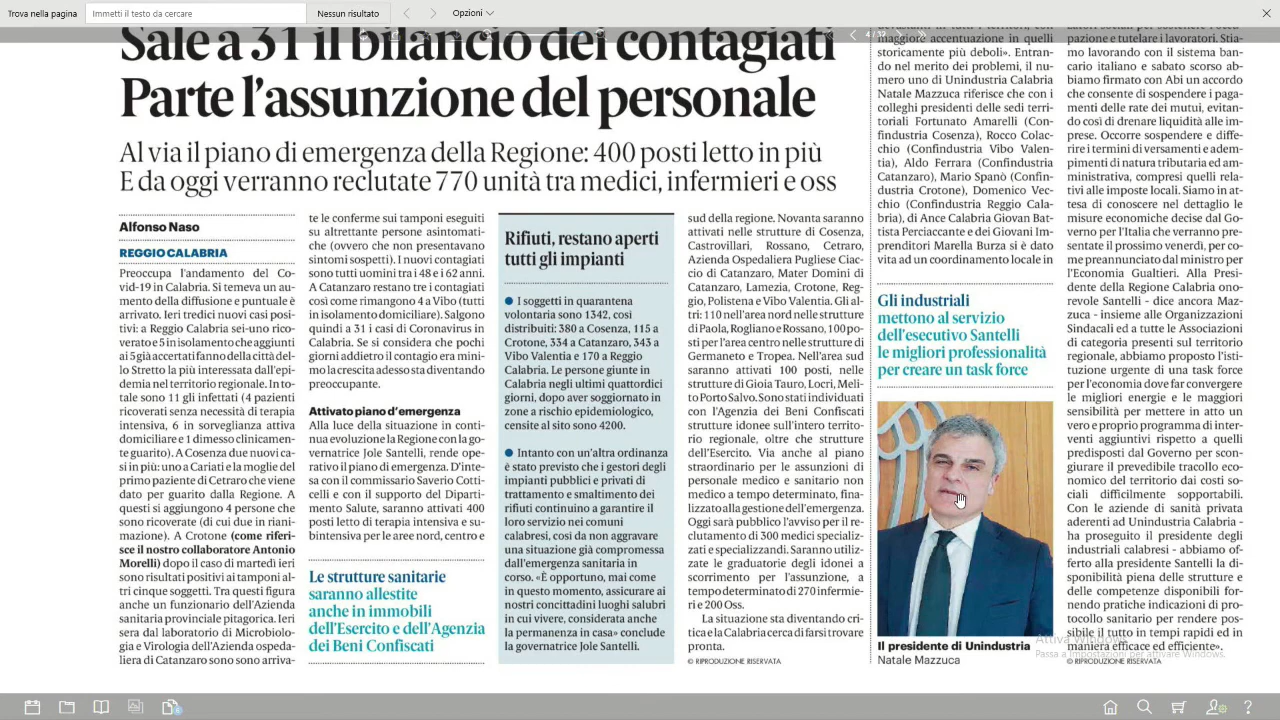 Trova nella pagina
Immetti il testo da cercare
Nessun risultato
Opzioni
4 / 32
Sale a 31 il bilancio dei contagiati
Parte l'assunzione del personale
Al via il piano di emergenza della Regione: 400 posti letto in più
E da oggi verranno reclutate 770 unità tra medici, infermieri e oss
Alfonso Naso
REGGIO CALABRIA
Preoccupa l'andamento del Co-
vid-19 in Calabria. Si temeva un au-
mento della diffusione e puntuale è
arrivato. Ieri tredici nuovi casi posi-
tivi: a Reggio Calabria sei-uno rico-
verato e 5 in isolamento che aggiunti
ai 5 già accertati fanno della città del-
lo Stretto la più interessata dall'epi-
demia nel territorio regionale. In to-
tale sono 11 gli infettati (4 pazienti
ricoverati senza necessità di terapia
intensiva, 6 in sorveglianza attiva
domiciliare e 1 dimesso clinicamen-
te guarito). A Cosenza due nuovi ca-
si in più: uno a Cariati e la moglie del
primo paziente di Cetraro che viene
dato per guarito dalla Regione. A
questi si aggiungono 4 persone che
sono ricoverate (di cui due in riani-
mazione). A Crotone (come riferi-
sce il nostro collaboratore Antonio
Morelli) dopo il caso di martedì ieri
sono risultati positivi ai tamponi al-
tri cinque soggetti. Tra questi figura
anche un funzionario dell'Azienda
sanitaria provinciale pitagorica. Ieri
sera dal laboratorio di Microbiolo-
gia e Virologia dell'Azienda ospeda-
liera di Catanzaro sono sono arriva-
te le conferme sui tamponi eseguiti
su altrettante persone asintomati-
che (ovvero che non presentavano
sintomi sospetti). I nuovi contagiati
sono tutti uomini tra i 48 e i 62 anni.
A Catanzaro restano tre i contagiati
così come rimangono 4 a Vibo (tutti
in isolamento domiciliare). Salgono
quindi a 31 i casi di Coronavirus in
Calabria. Se si considera che pochi
giorni addietro il contagio era mini-
mo la crescita adesso sta diventando
preoccupante.
Attivato piano d'emergenza
Alla luce della situazione in conti-
nua evoluzione la Regione con la go-
vernatrice Jole Santelli, rende ope-
rativo il piano di emergenza. D'inte-
sa con il commissario Saverio Cotti-
celli e con il supporto del Diparti-
mento Salute, saranno attivati 400
posti letto di terapia intensiva e su-
bintensiva per le aree nord, centro e
Le strutture sanitarie
saranno allestite
anche in immobili
dell'Esercito e dell'Agenzia
dei Beni Confiscati
Rifiuti, restano aperti
tutti gli impianti
● I soggetti in quarantena
volontaria sono 1342, così
distribuiti: 380 a Cosenza, 115 a
Crotone, 334 a Catanzaro, 343 a
Vibo Valentia e 170 a Reggio
Calabria. Le persone giunte in
Calabria negli ultimi quattordici
giorni, dopo aver soggiornato in
zone a rischio epidemiologico,
censite al sito sono 4200.
● Intanto con un'altra ordinanza
è stato previsto che i gestori degli
impianti pubblici e privati di
trattamento e smaltimento dei
rifiuti continuino a garantire il
loro servizio nei comuni
calabresi, così da non aggravare
una situazione già compromessa
dall'emergenza sanitaria in
corso. «È opportuno, mai come
in questo momento, assicurare ai
nostri concittadini luoghi salubri
in cui vivere, considerata anche
la permanenza in casa» conclude
la governatrice Jole Santelli.
sud della regione. Novanta saranno
attivati nelle strutture di Cosenza,
Castrovillari, Rossano, Cetraro,
Azienda Ospedaliera Pugliese Ciac-
cio di Catanzaro, Mater Domini di
Catanzaro, Lamezia, Crotone, Reg-
gio, Polistena e Vibo Valentia. Gli al-
tri: 110 nell'area nord nelle strutture
di Paola, Rogliano e Rossano, 100 po-
sti per l'area centro nelle strutture di
Germaneto e Tropea. Nell'area sud
saranno attivati 100 posti, nelle
strutture di Gioia Tauro, Locri, Meli-
to Porto Salvo. Sono stati individuati
con l'Agenzia dei Beni Confiscati
strutture idonee sull'intero territo-
rio regionale, oltre che strutture
dell'Esercito. Via anche al piano
straordinario per le assunzioni di
personale medico e sanitario non
medico a tempo determinato, fina-
lizzato alla gestione dell'emergenza.
Oggi sarà pubblico l'avviso per il re-
clutamento di 300 medici specializ-
zati e specializzandi. Saranno utiliz-
zate le graduatorie degli idonei a
scorrimento per l'assunzione, a
tempo determinato di 270 infermie-
ri e 200 Oss.
La situazione sta diventando cri-
tica e la Calabria cerca di farsi trovare
pronta.
© RIPRODUZIONE RISERVATA
maggiore accentuazione in quelli
storicamente più deboli». Entran-
do nel merito dei problemi, il nu-
mero uno di Unindustria Calabria
Natale Mazzuca riferisce che con i
colleghi presidenti delle sedi terri-
toriali Fortunato Amarelli (Con-
findustria Cosenza), Rocco Colac-
chio (Confindustria Vibo Valen-
tia), Aldo Ferrara (Confindustria
Catanzaro), Mario Spanò (Confin-
dustria Crotone), Domenico Vec-
chio (Confindustria Reggio Cala-
bria), di Ance Calabria Giovan Bat-
tista Perciaccante e dei Giovani Im-
prenditori Marella Burza si è dato
vita ad un coordinamento locale in
Gli industriali
mettono al servizio
dell'esecutivo Santelli
le migliori professionalità
per creare un task force
Il presidente di Unindustria
Natale Mazzuca
pazione e tutelare i lavoratori. Stia-
mo lavorando con il sistema ban-
cario italiano e sabato scorso ab-
biamo firmato con Abi un accordo
che consente di sospendere i paga-
menti delle rate dei mutui, evitan-
do così di drenare liquidità alle im-
prese. Occorre sospendere e diffe-
rire i termini di versamenti e adem-
pimenti di natura tributaria ed am-
ministrativa, compresi quelli rela-
tivi alle imposte locali. Siamo in at-
tesa di conoscere nel dettaglio le
misure economiche decise dal Go-
verno per l'Italia che verranno pre-
sentate il prossimo venerdì, per co-
me preannunciato dal ministro per
l'Economia Gualtieri. Alla Presi-
dente della Regione Calabria ono-
revole Santelli - dice ancora Maz-
zuca - insieme alle Organizzazioni
Sindacali ed a tutte le Associazioni
di categoria presenti sul territorio
regionale, abbiamo proposto l'isti-
tuzione urgente di una task force
per l'economia dove far convergere
le migliori energie e le maggiori
sensibilità per mettere in atto un
vero e proprio programma di inter-
venti aggiuntivi rispetto a quelli
predisposti dal Governo per scon-
giurare il prevedibile tracollo eco-
nomico del territorio dai costi so-
ciali difficilmente sopportabili.
Con le aziende di sanità privata
aderenti ad Unindustria Calabria -
ha proseguito il presidente degli
industriali calabresi - abbiamo of-
ferto alla presidente Santelli la di-
sponibilità piena delle strutture e
delle competenze disponibili for-
nendo pratiche indicazioni di pro-
tocollo sanitario per rendere pos-
sibile il tutto in tempi rapidi ed in
maniera efficace ed efficiente».
© RIPRODUZIONE RISERVATA
Attiva Windows
Passa a Impostazioni per attivare Windows.